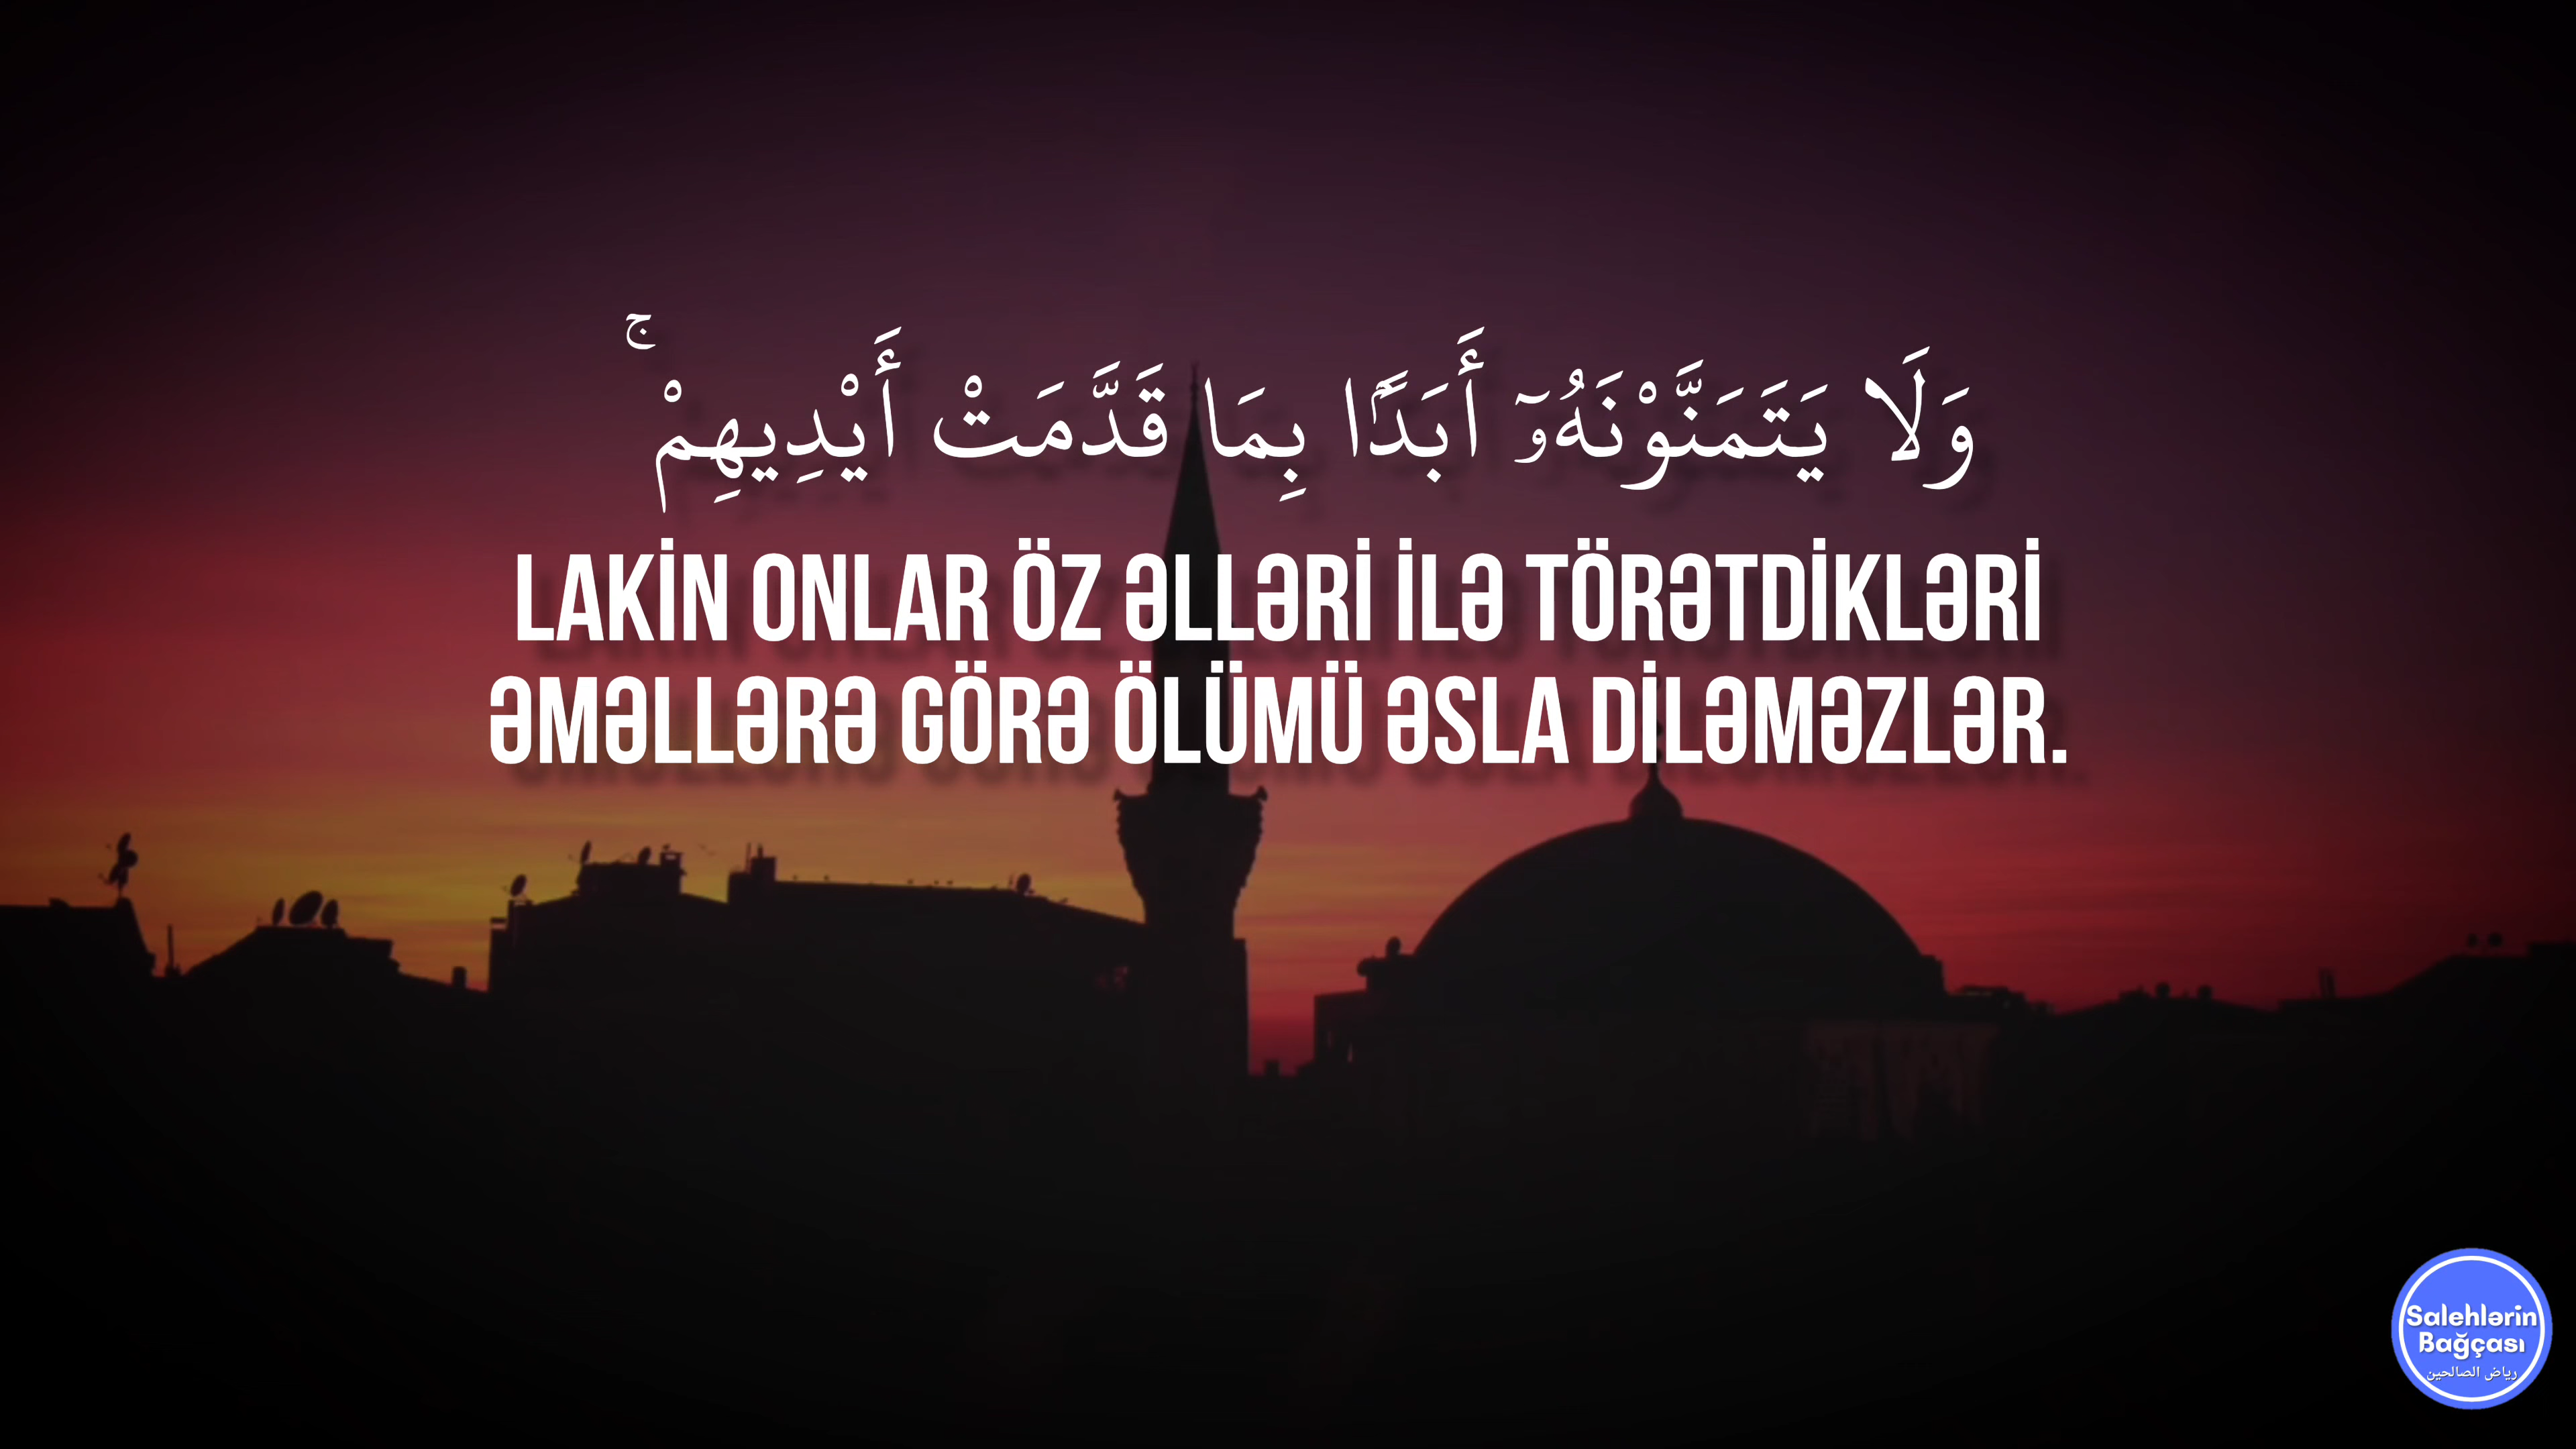 وَلَا يَتَمَنَّوْنَهُۥٓ أَبَدًۢا بِمَا قَدَّمَتْ أَيْدِيهِمْ ۚ
LAKİN ONLAR ÖZ ƏLLƏRİ İLƏ TÖRƏTDİKLƏRİ
ƏMƏLLƏRƏ GÖRƏ ÖLÜMÜ ƏSLA DİLƏMƏZLƏR.
Salehlərin
Bağçası
رياض الصالحين